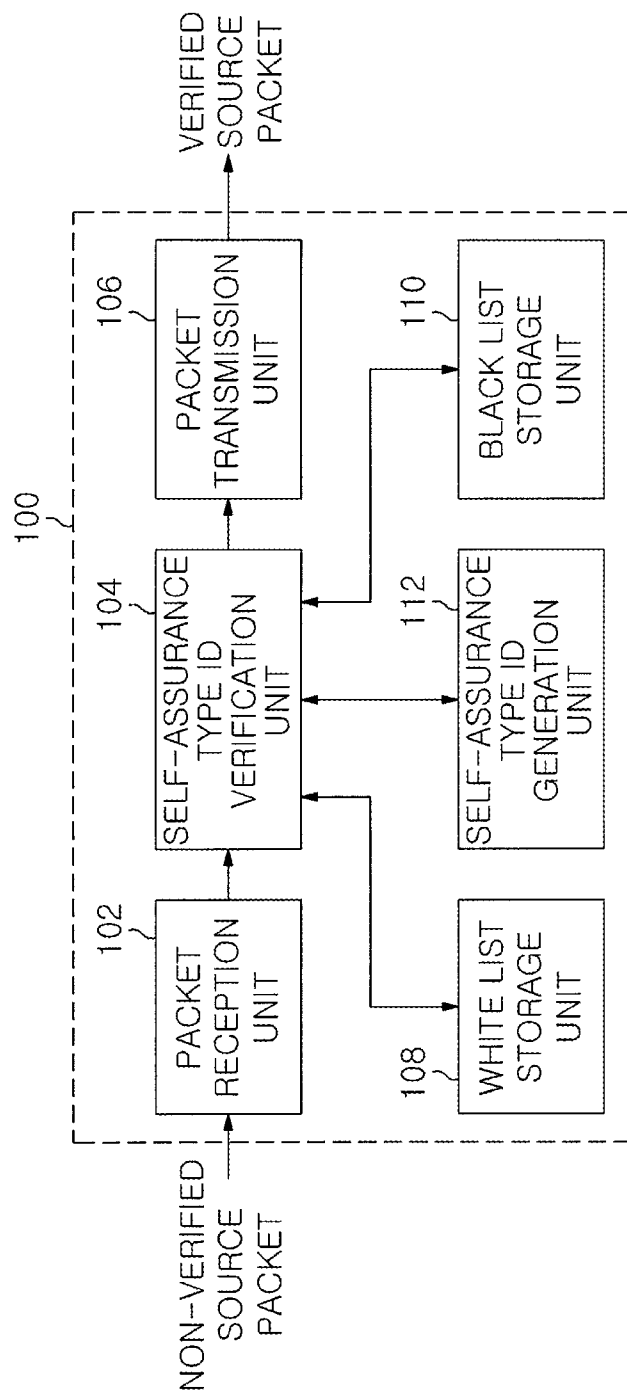 100
NON-VERIFIED
SOURCE
PACKET
102
PACKET
RECEPTION
UNIT
104
SELF-ASSURANCE
TYPE ID
VERIFICATION
UNIT
106
PACKET
TRANSMISSION
UNIT
VERIFIED
SOURCE
PACKET
108
WHITE LIST
STORAGE
UNIT
112
SELF-ASSURANCE
TYPE ID
GENERATION
UNIT
110
BLACK LIST
STORAGE
UNIT